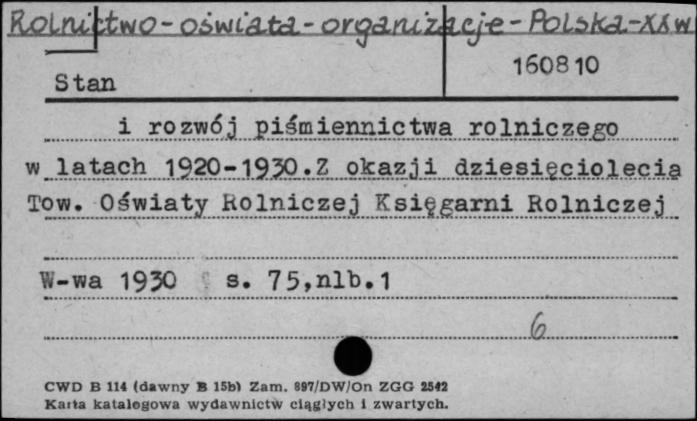 Rolnictwo-oświata-organizacje-Polska-XX w
160810
Stan
i rozwój piśmiennictwa rolniczego
w latach 1920-1930.Z okazji dziesięciolecia
Tow. Oświaty Rolniczej Księgarni Rolniczej
W-wa 1930 s. 75,nlb.1
6
CWD B 114 (dawny B 15b) Zam. 897/DW/On ZGG 2542
Karta katalogowa wydawnictw ciągłych i zwartych.